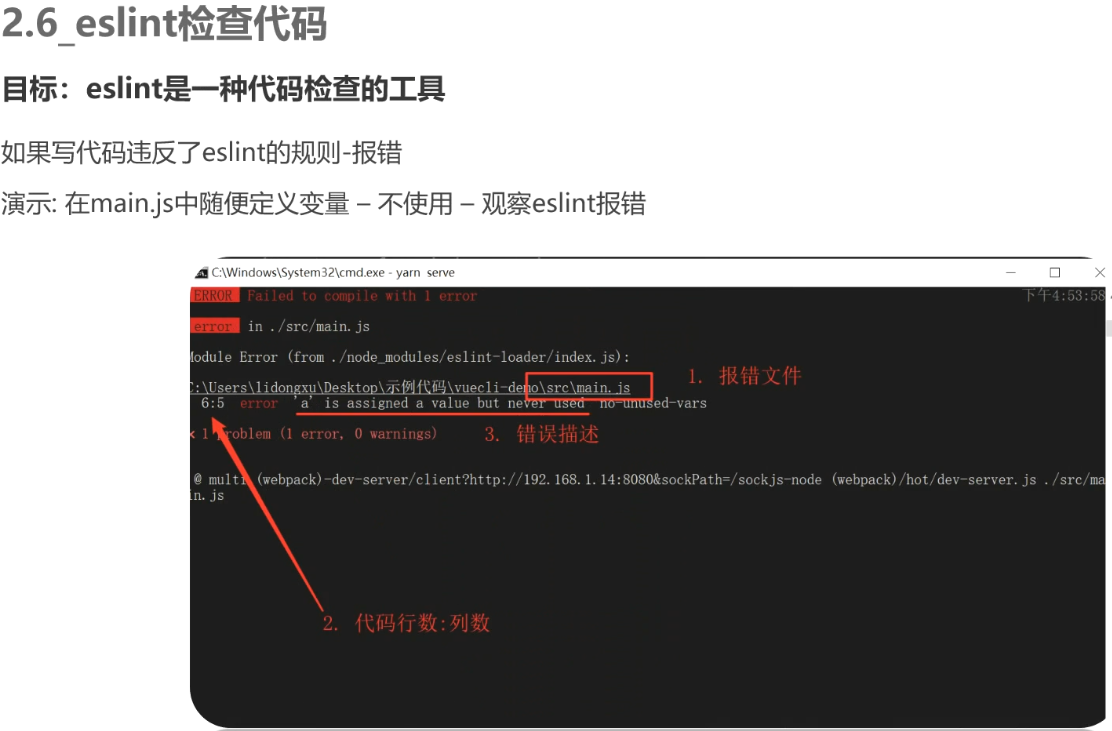 2.6_eslint检查代码
目标：eslint是一种代码检查的工具
如果写代码违反了eslint的规则-报错
演示: 在main.js中随便定义变量 – 不使用 – 观察eslint报错
C:\Windows\System32\cmd.exe - yarn serve
ERROR Failed to compile with 1 error
下午4:53:58
error in ./src/main.js
Module Error (from ./node_modules/eslint-loader/index.js):
C:\Users\lidongxu\Desktop\示例代码\vuecli-demo\src\main.js
1. 报错文件
6:5 error 'a' is assigned a value but never used no-unused-vars
1 problem (1 error, 0 warnings)
3. 错误描述
@ multi (webpack)-dev-server/client?http://192.168.1.14:8080&sockPath=/sockjs-node (webpack)/hot/dev-server.js ./src/ma
in.js
2. 代码行数:列数